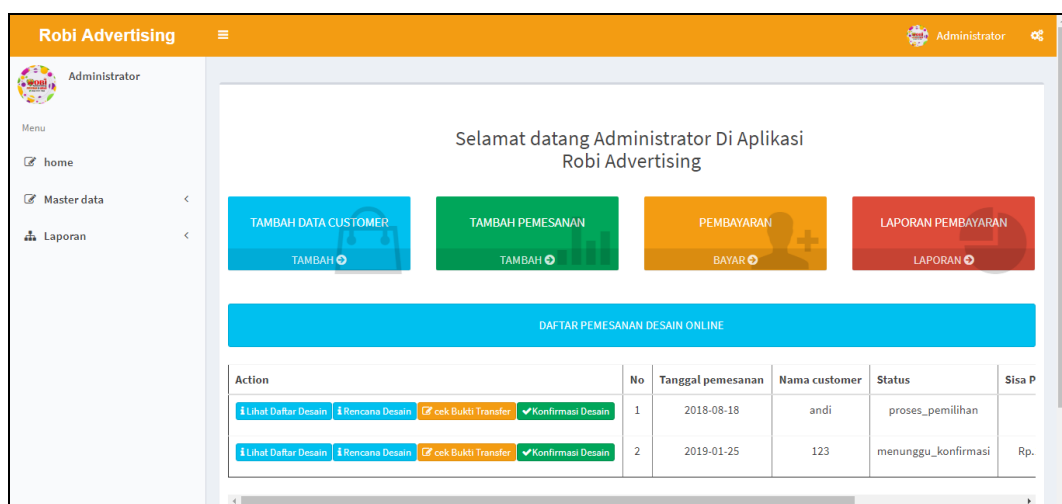 Robi Advertising
Administrator
Administrator
Menu
home
Master data
Laporan
Selamat datang Administrator Di Aplikasi
Robi Advertising
TAMBAH DATA CUSTOMER
TAMBAH
TAMBAH PEMESANAN
TAMBAH
PEMBAYARAN
BAYAR
LAPORAN PEMBAYARAN
LAPORAN
DAFTAR PEMESANAN DESAIN ONLINE
Action No Tanggal pemesanan Nama customer Status Sisa P
Lihat Daftar Desain Rencana Desain cek Bukti Transfer Konfirmasi Desain 1 2018-08-18 andi proses_pemilihan
Lihat Daftar Desain Rencana Desain cek Bukti Transfer Konfirmasi Desain 2 2019-01-25 123 menunggu_konfirmasi Rp.